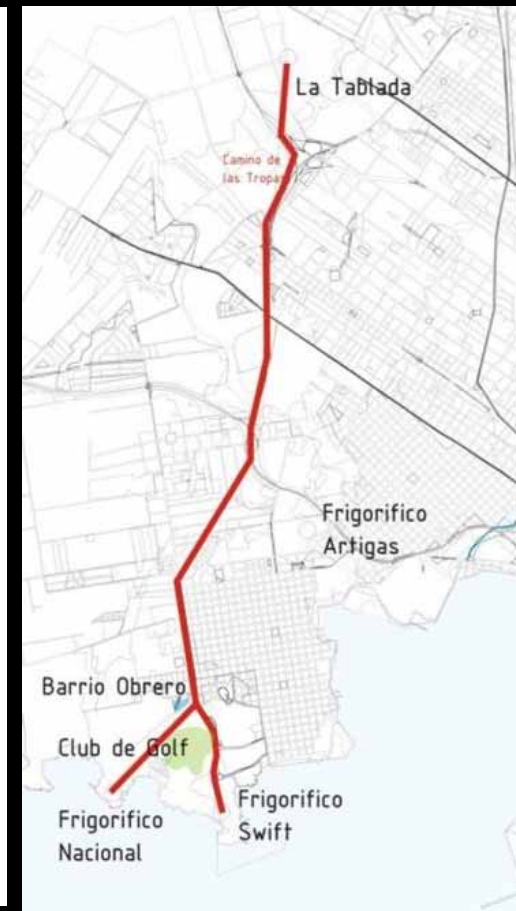 La Tablada
Camino de
las Tropas
Frigorifico
Artigas
Barrio Obrero
Club de Golf
Frigorifico
Swift
Frigorifico
Nacional